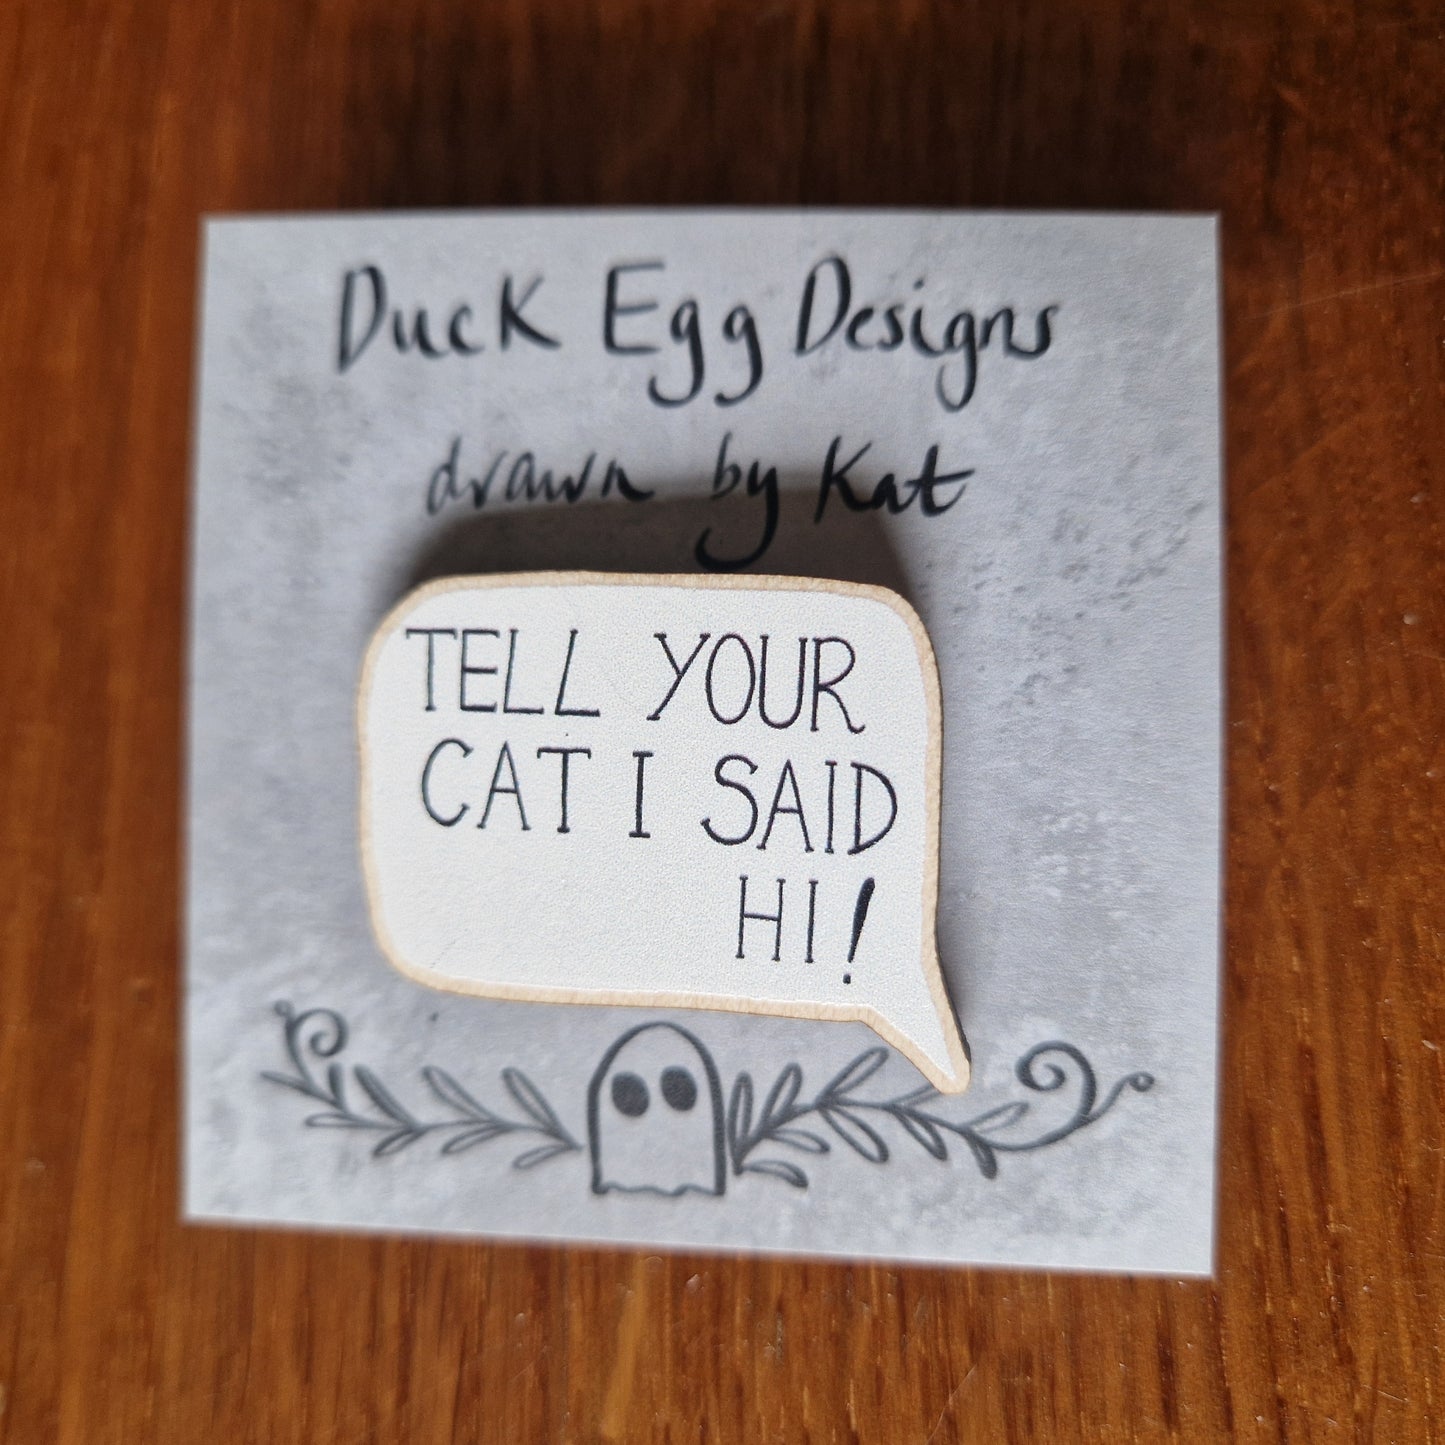 Duck Egg Designs
drawn by Kat
TELL YOUR
CAT I SAID
HI!